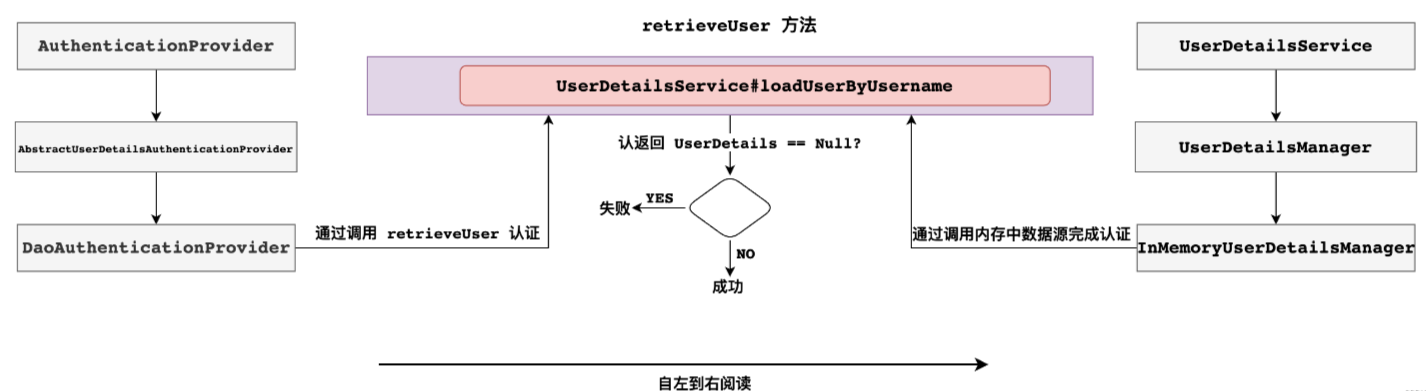 retrieveUser 方法
AuthenticationProvider
UserDetailsService#loadUserByUsername
UserDetailsService
认返回 UserDetails == Null?
AbstractUserDetailsAuthenticationProvider
UserDetailsManager
YES
失败
通过调用 retrieveUser 认证
通过调用内存中数据源完成认证
DaoAuthenticationProvider
InMemoryUserDetailsManager
NO
成功
自左到右阅读